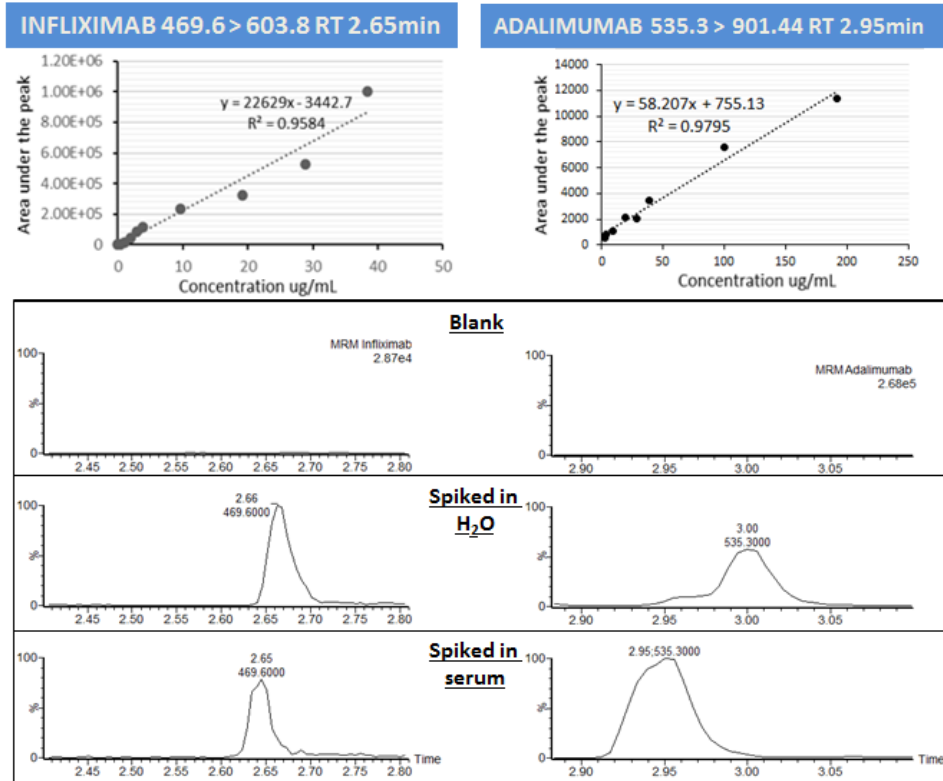 INFLIXIMAB 469.6 > 603.8 RT 2.65min
ADALIMUMAB 535.3 > 901.44 RT 2.95min
1.20E+06
1.00E+06
8.00E+05
6.00E+05
4.00E+05
2.00E+05
0
Area under the peak
y = 22629x - 3442.7
R² = 0.9584
0 10 20 30 40 50
Concentration ug/mL
14000
12000
10000
8000
6000
4000
2000
0
Area under the peak
y = 58.207x + 755.13
R² = 0.9795
0 50 100 150 200 250
Concentration ug/mL
Blank
MRM Infliximab
2.87e4
100
%
0
2.45 2.50 2.55 2.60 2.65 2.70 2.75 2.80
MRM Adalimumab
2.68e5
100
%
0
2.90 2.95 3.00 3.05
Spiked in
H₂O
2.66
469.6000
100
%
0
2.45 2.50 2.55 2.60 2.65 2.70 2.75 2.80
3.00
535.3000
100
%
0
2.90 2.95 3.00 3.05
Spiked in
serum
2.65
469.6000
100
%
0
Time
2.45 2.50 2.55 2.60 2.65 2.70 2.75 2.80
2.95;535.3000
100
%
0
Time
2.90 2.95 3.00 3.05